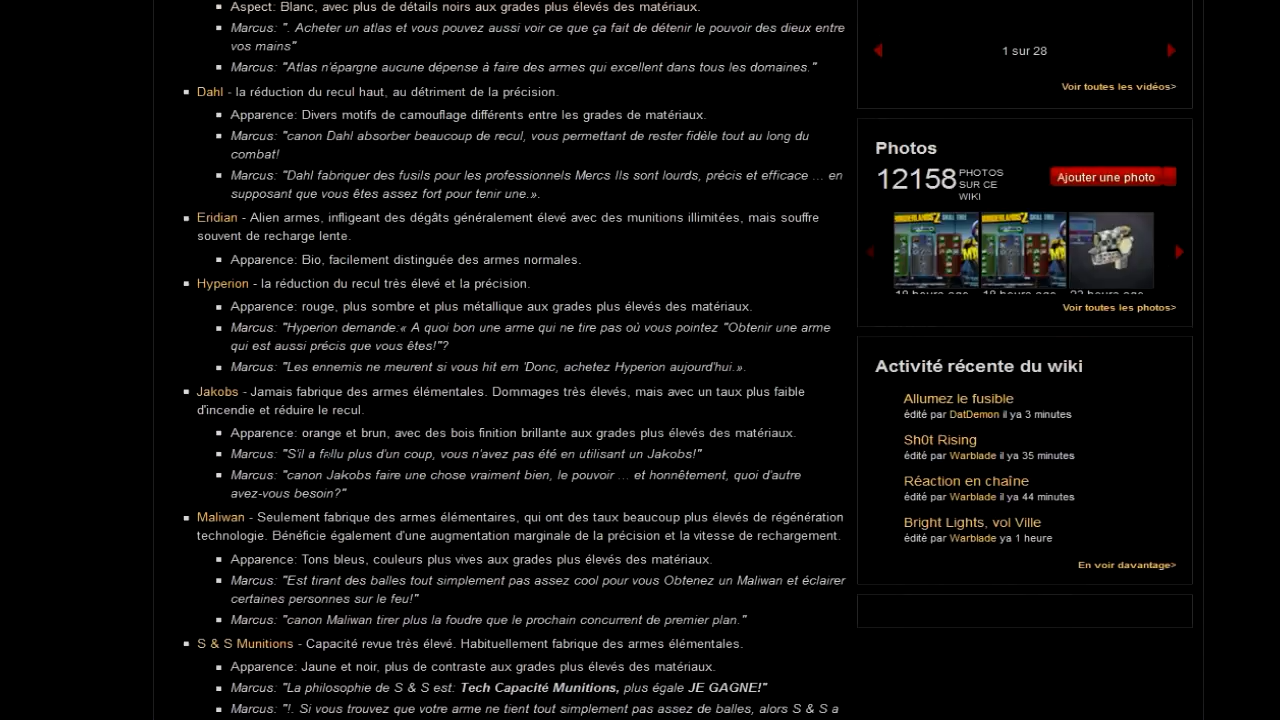 Aspect: Blanc, avec plus de détails noirs aux grades plus élevés des matériaux.
Marcus: ". Acheter un atlas et vous pouvez aussi voir ce que ça fait de détenir le pouvoir des dieux entre
vos mains"
Marcus: "Atlas n'épargne aucune dépense à faire des armes qui excellent dans tous les domaines."
Dahl - la réduction du recul haut, au détriment de la précision.
Apparence: Divers motifs de camouflage différents entre les grades de matériaux.
Marcus: "canon Dahl absorber beaucoup de recul, vous permettant de rester fidèle tout au long du
combat!
Marcus: "Dahl fabriquer des fusils pour les professionnels Mercs Ils sont lourds, précis et efficace ... en
supposant que vous êtes assez fort pour tenir une.».
Eridian - Alien armes, infligeant des dégâts généralement élevé avec des munitions illimitées, mais souffre
souvent de recharge lente.
Apparence: Bio, facilement distinguée des armes normales.
Hyperion - la réduction du recul très élevé et la précision.
Apparence: rouge, plus sombre et plus métallique aux grades plus élevés des matériaux.
Marcus: "Hyperion demande:« A quoi bon une arme qui ne tire pas où vous pointez "Obtenir une arme
qui est aussi précis que vous êtes!"?
Marcus: "Les ennemis ne meurent si vous hit em 'Donc, achetez Hyperion aujourd'hui.».
Jakobs - Jamais fabrique des armes élémentales. Dommages très élevés, mais avec un taux plus faible
d'incendie et réduire le recul.
Apparence: orange et brun, avec des bois finition brillante aux grades plus élevés des matériaux.
Marcus: "S'il a fallu plus d'un coup, vous n'avez pas été en utilisant un Jakobs!"
Marcus: "canon Jakobs faire une chose vraiment bien, le pouvoir ... et honnêtement, quoi d'autre
avez-vous besoin?"
Maliwan - Seulement fabrique des armes élémentaires, qui ont des taux beaucoup plus élevés de régénération
technologie. Bénéficie également d'une augmentation marginale de la précision et la vitesse de rechargement.
Apparence: Tons bleus, couleurs plus vives aux grades plus élevés des matériaux.
Marcus: "Est tirant des balles tout simplement pas assez cool pour vous Obtenez un Maliwan et éclairer
certaines personnes sur le feu!"
Marcus: "canon Maliwan tirer plus la foudre que le prochain concurrent de premier plan."
S & S Munitions - Capacité revue très élevé. Habituellement fabrique des armes élémentales.
Apparence: Jaune et noir, plus de contraste aux grades plus élevés des matériaux.
Marcus: "La philosophie de S & S est: Tech Capacité Munitions, plus égale JE GAGNE!"
Marcus: "!. Si vous trouvez que votre arme ne tient tout simplement pas assez de balles, alors S & S a
1 sur 28
Voir toutes les vidéos>
Photos
12158 PHOTOS
SUR CE
WIKI
Ajouter une photo
Voir toutes les photos>
Activité récente du wiki
Allumez le fusible
édité par DatDemon il ya 3 minutes
Sh0t Rising
édité par Warblade il ya 35 minutes
Réaction en chaîne
édité par Warblade il ya 44 minutes
Bright Lights, vol Ville
édité par Warblade ya 1 heure
En voir davantage>